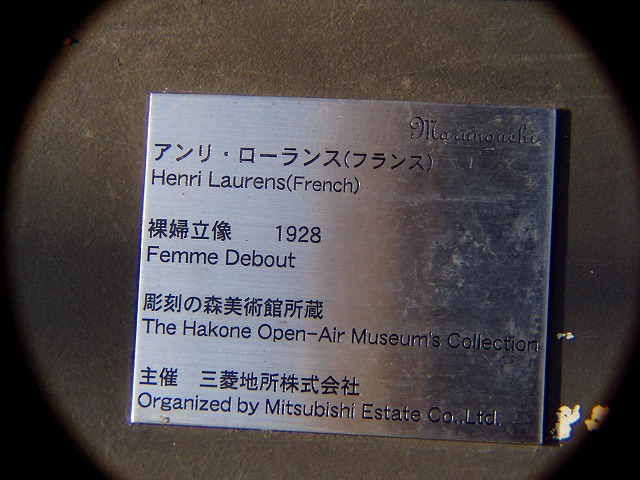 Marunouchi
アンリ・ローランス(フランス)
Henri Laurens(French)
裸婦立像 1928
Femme Debout
彫刻の森美術館所蔵
The Hakone Open-Air Museum's Collection
主催 三菱地所株式会社
Organized by Mitsubishi Estate Co.,Ltd.